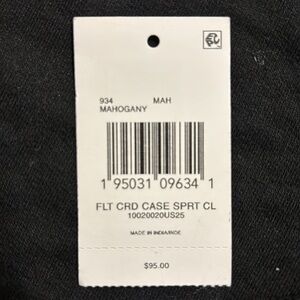 934 MAH
MAHOGANY
1 95031 09634 1
FLT CRD CASE SPRT CL
10020020US25
MADE IN INDIA/INDE
$95.00